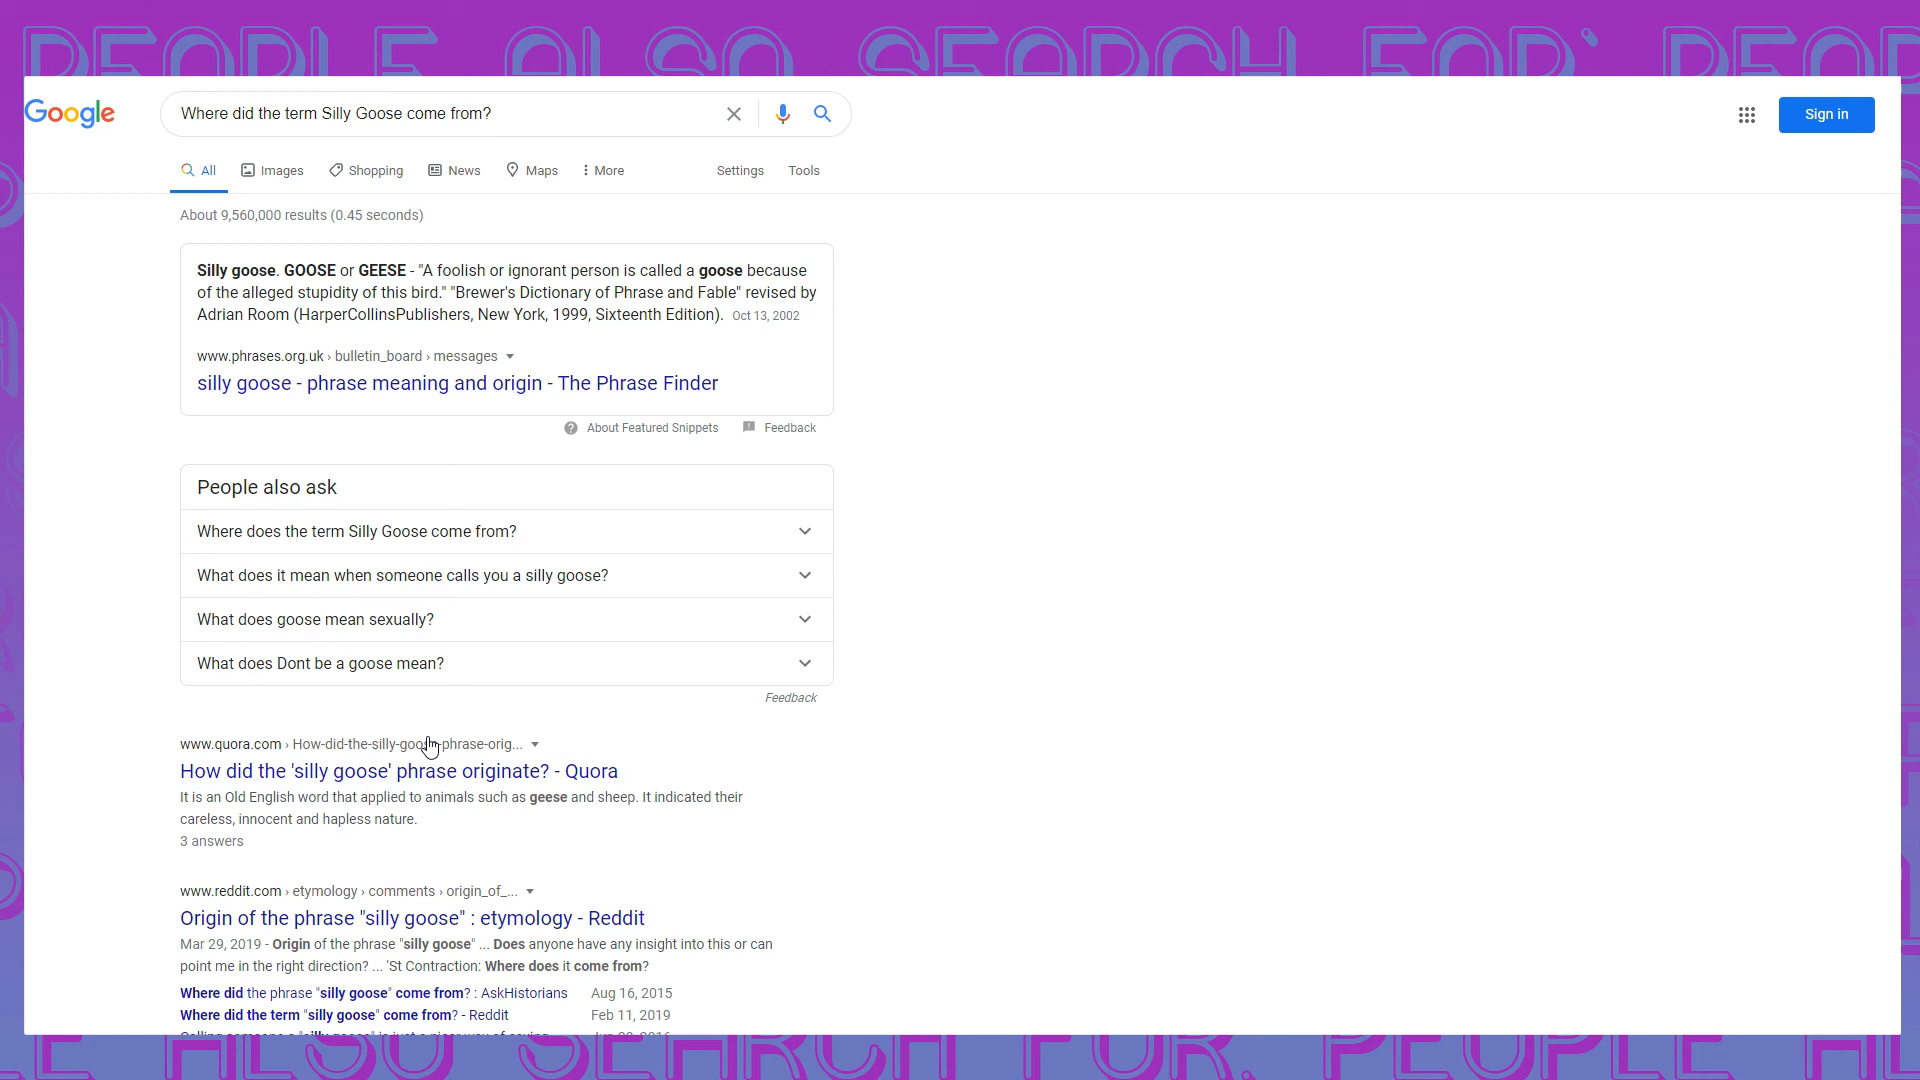 PEOPLE ALSO SEARCH FOR: PEOP
Google
Where did the term Silly Goose come from?
Sign in
All Images Shopping News Maps More Settings Tools
About 9,560,000 results (0.45 seconds)
Silly goose. GOOSE or GEESE - "A foolish or ignorant person is called a goose because
of the alleged stupidity of this bird." "Brewer's Dictionary of Phrase and Fable" revised by
Adrian Room (HarperCollinsPublishers, New York, 1999, Sixteenth Edition). Oct 13, 2002
www.phrases.org.uk › bulletin_board › messages
silly goose - phrase meaning and origin - The Phrase Finder
About Featured Snippets Feedback
People also ask
Where does the term Silly Goose come from?
What does it mean when someone calls you a silly goose?
What does goose mean sexually?
What does Dont be a goose mean?
Feedback
www.quora.com › How-did-the-silly-goose-phrase-orig...
How did the 'silly goose' phrase originate? - Quora
It is an Old English word that applied to animals such as geese and sheep. It indicated their
careless, innocent and hapless nature.
3 answers
www.reddit.com › etymology › comments › origin_of_...
Origin of the phrase "silly goose" : etymology - Reddit
Mar 29, 2019 - Origin of the phrase "silly goose" ... Does anyone have any insight into this or can
point me in the right direction? ... 'St Contraction: Where does it come from?
Where did the phrase "silly goose" come from? : AskHistorians Aug 16, 2015
Where did the term "silly goose" come from? - Reddit Feb 11, 2019
LE ALSO SEARCH FOR: PEOPLE AL